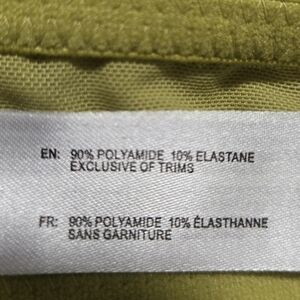 EN: 90% POLYAMIDE 10% ELASTANE
EXCLUSIVE OF TRIMS
FR: 90% POLYAMIDE 10% ÉLASTHANNE
SANS GARNITURE